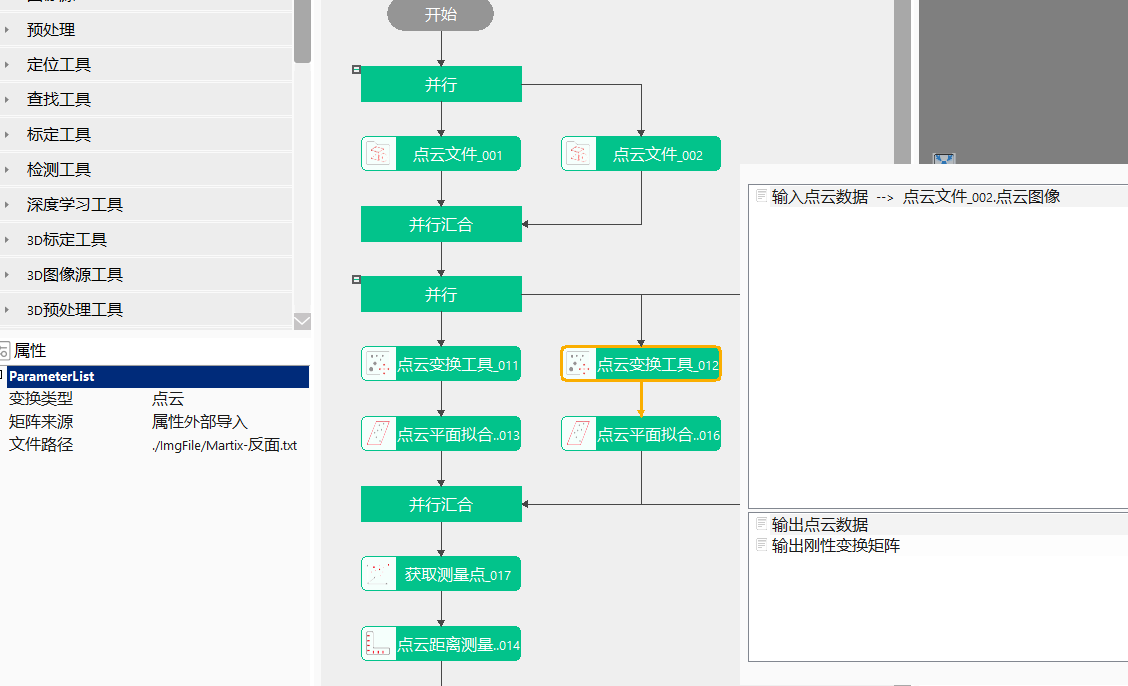 预处理
定位工具
查找工具
标定工具
检测工具
深度学习工具
3D标定工具
3D图像源工具
3D预处理工具
属性
ParameterList
变换类型 点云
矩阵来源 属性外部导入
文件路径 ./ImgFile/Martix-反面.txt
开始
并行
点云文件_001 点云文件_002
并行汇合
并行
点云变换工具_011 点云变换工具_012
点云平面拟合..013 点云平面拟合..016
并行汇合
获取测量点_017
点云距离测量..014
输入点云数据 --> 点云文件_002.点云图像
输出点云数据
输出刚性变换矩阵